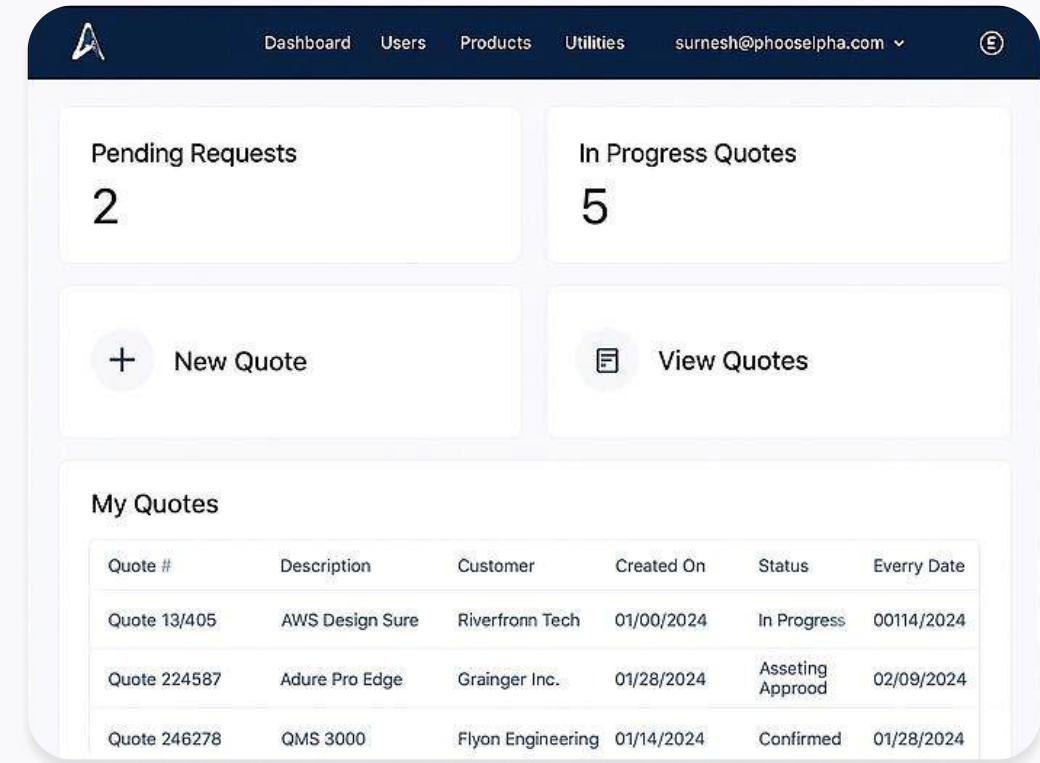 Dashboard Users Products Utilities surnesh@phooselpha.com £
Pending Requests In Progress Quotes
2 5
New Quote View Quotes
My Quotes
Quote # Description Customer Created On Status Everry Date
Quote 13/405 AWS Design Sure Riverfronn Tech 01/00/2024 In Progress 00114/2024
Quote 224587 Adure Pro Edge Grainger Inc. 01/28/2024 Asseting 02/09/2024
Approod
Quote 246278 QMS 3000 Flyon Engineering 01/14/2024 Confirmed 01/28/2024